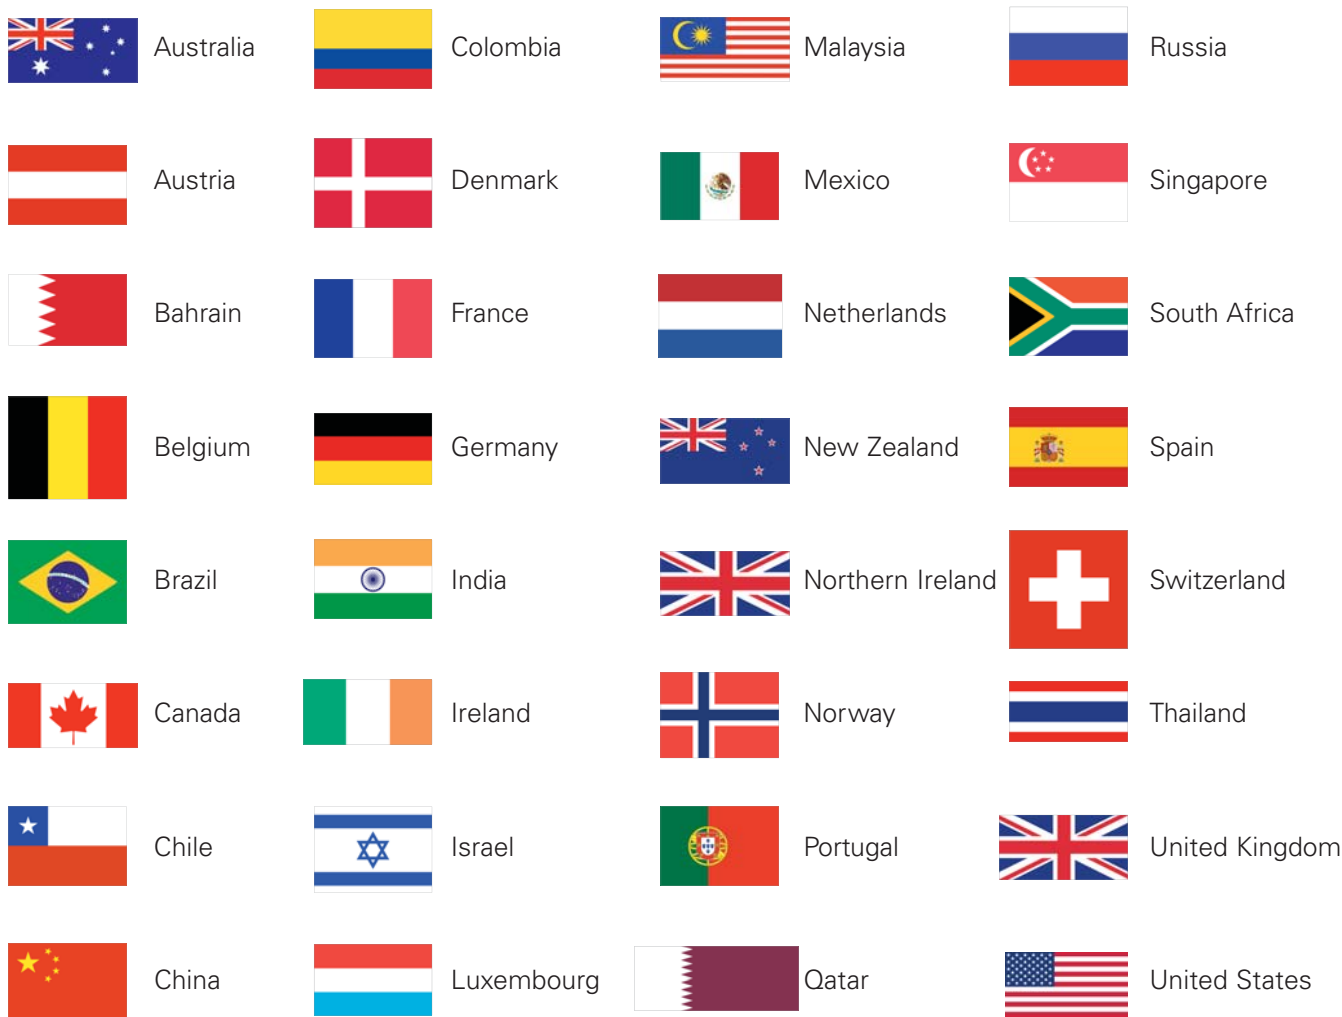 Australia
Colombia
Malaysia
Russia
Austria
Denmark
Mexico
Singapore
Bahrain
France
Netherlands
South Africa
Belgium
Germany
New Zealand
Spain
Brazil
India
Northern Ireland
Switzerland
Canada
Ireland
Norway
Thailand
Chile
Israel
Portugal
United Kingdom
China
Luxembourg
Qatar
United States